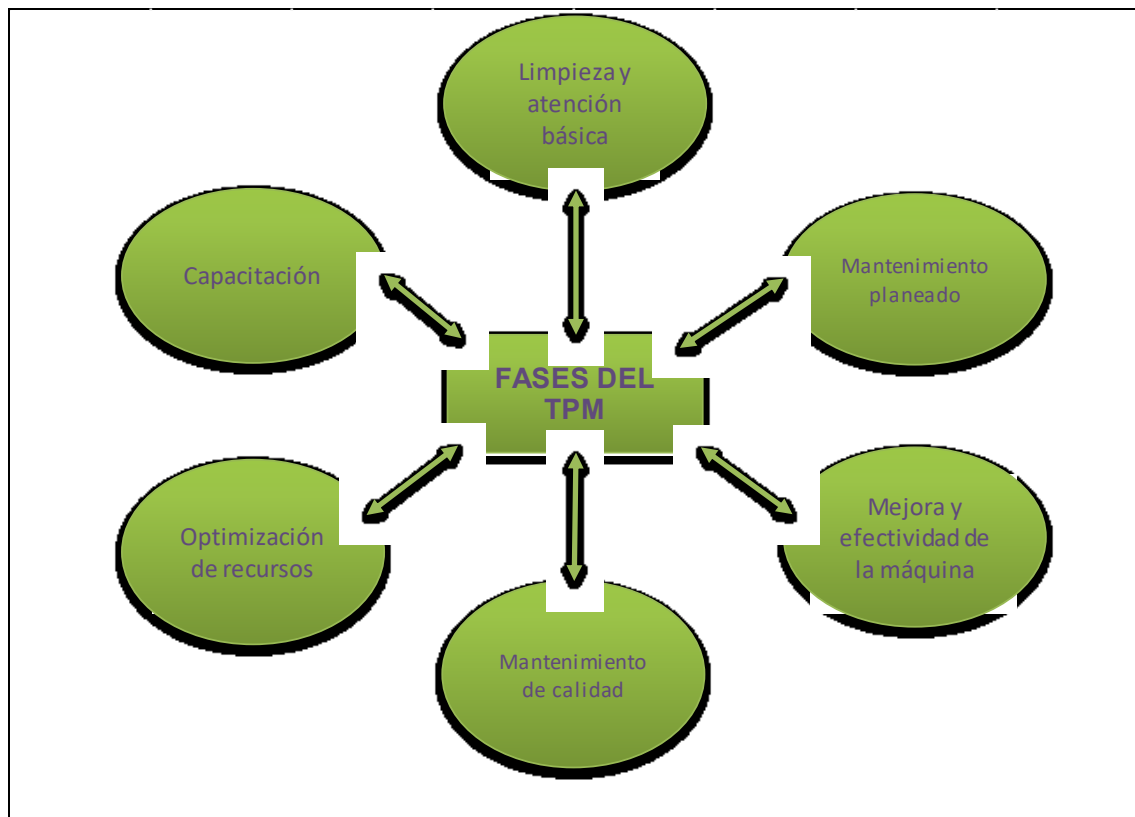 Limpieza y
atención
básica
Capacitación
Mantenimiento
planeado
FASES DEL
TPM
Optimización
de recursos
Mejora y
efectividad de
la máquina
Mantenimiento
de calidad